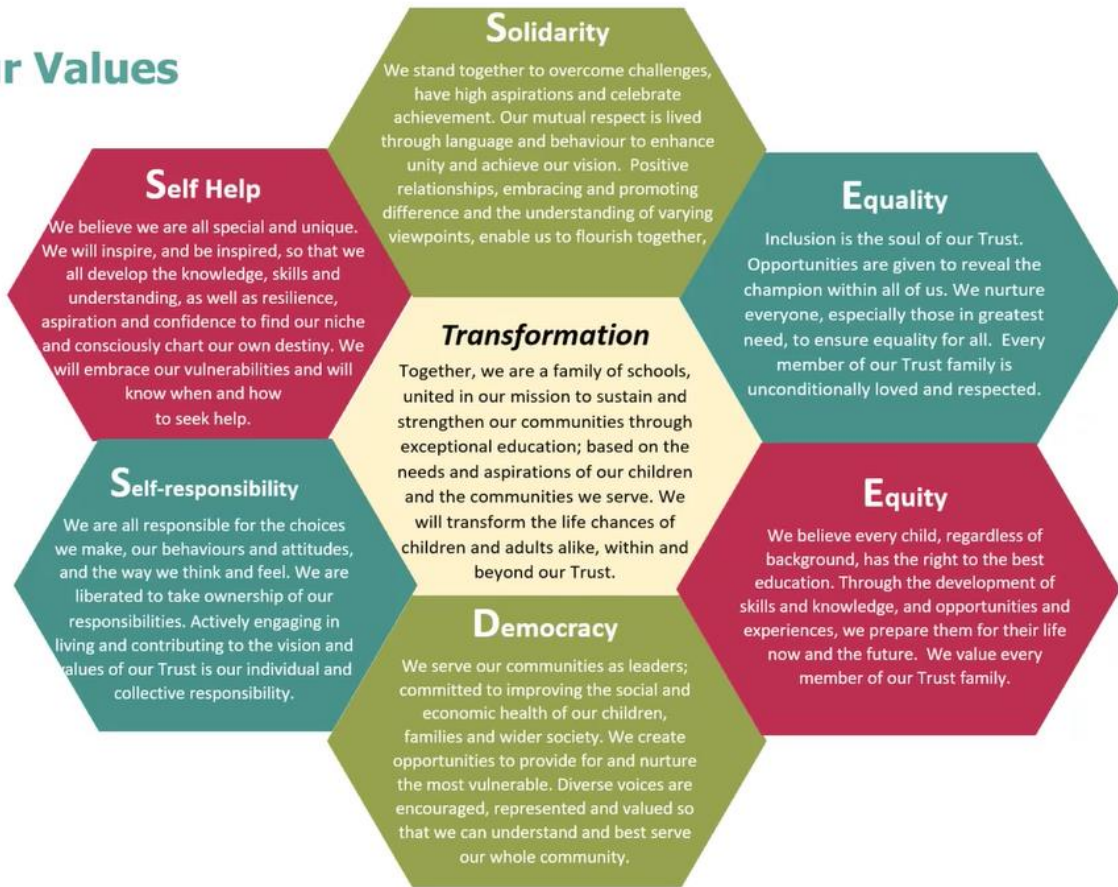 r Values
Solidarity
We stand together to overcome challenges,
have high aspirations and celebrate
achievement. Our mutual respect is lived
through language and behaviour to enhance
unity and achieve our vision.  Positive
relationships, embracing and promoting
difference and the understanding of varying
viewpoints, enable us to flourish together,
Self Help
We believe we are all special and unique.
We will inspire, and be inspired, so that we
all develop the knowledge, skills and
understanding, as well as resilience,
aspiration and confidence to find our niche
and consciously chart our own destiny. We
will embrace our vulnerabilities and will
know when and how
to seek help.
Equality
Inclusion is the soul of our Trust.
Opportunities are given to reveal the
champion within all of us. We nurture
everyone, especially those in greatest
need, to ensure equality for all.  Every
member of our Trust family is
unconditionally loved and respected.
Transformation
Together, we are a family of schools,
united in our mission to sustain and
strengthen our communities through
exceptional education; based on the
needs and aspirations of our children
and the communities we serve. We
will transform the life chances of
children and adults alike, within and
beyond our Trust.
Self-responsibility
We are all responsible for the choices
we make, our behaviours and attitudes,
and the way we think and feel. We are
liberated to take ownership of our
responsibilities. Actively engaging in
living and contributing to the vision and
values of our Trust is our individual and
collective responsibility.
Equity
We believe every child, regardless of
background, has the right to the best
education. Through the development of
skills and knowledge, and opportunities and
experiences, we prepare them for their life
now and the future.  We value every
member of our Trust family.
Democracy
We serve our communities as leaders;
committed to improving the social and
economic health of our children,
families and wider society. We create
opportunities to provide for and nurture
the most vulnerable. Diverse voices are
encouraged, represented and valued so
that we can understand and best serve
our whole community.